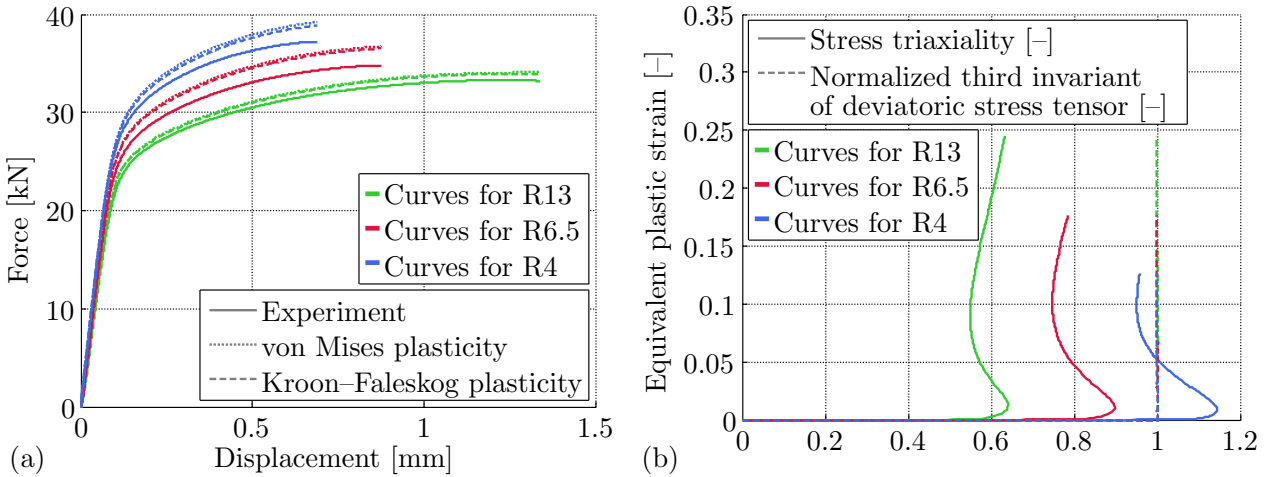 40
30
20
10
0
0
0.5
1
1.5
Force [kN]
Displacement [mm]
Curves for R13
Curves for R6.5
Curves for R4
Experiment
von Mises plasticity
Kroon–Faleskog plasticity
(a)
0.35
0.30
0.25
0.20
0.15
0.10
0.05
0
0
0.2
0.4
0.6
0.8
1
1.2
Equivalent plastic strain [–]
Stress triaxiality [–]
Normalized third invariant
of deviatoric stress tensor [–]
Curves for R13
Curves for R6.5
Curves for R4
(b)